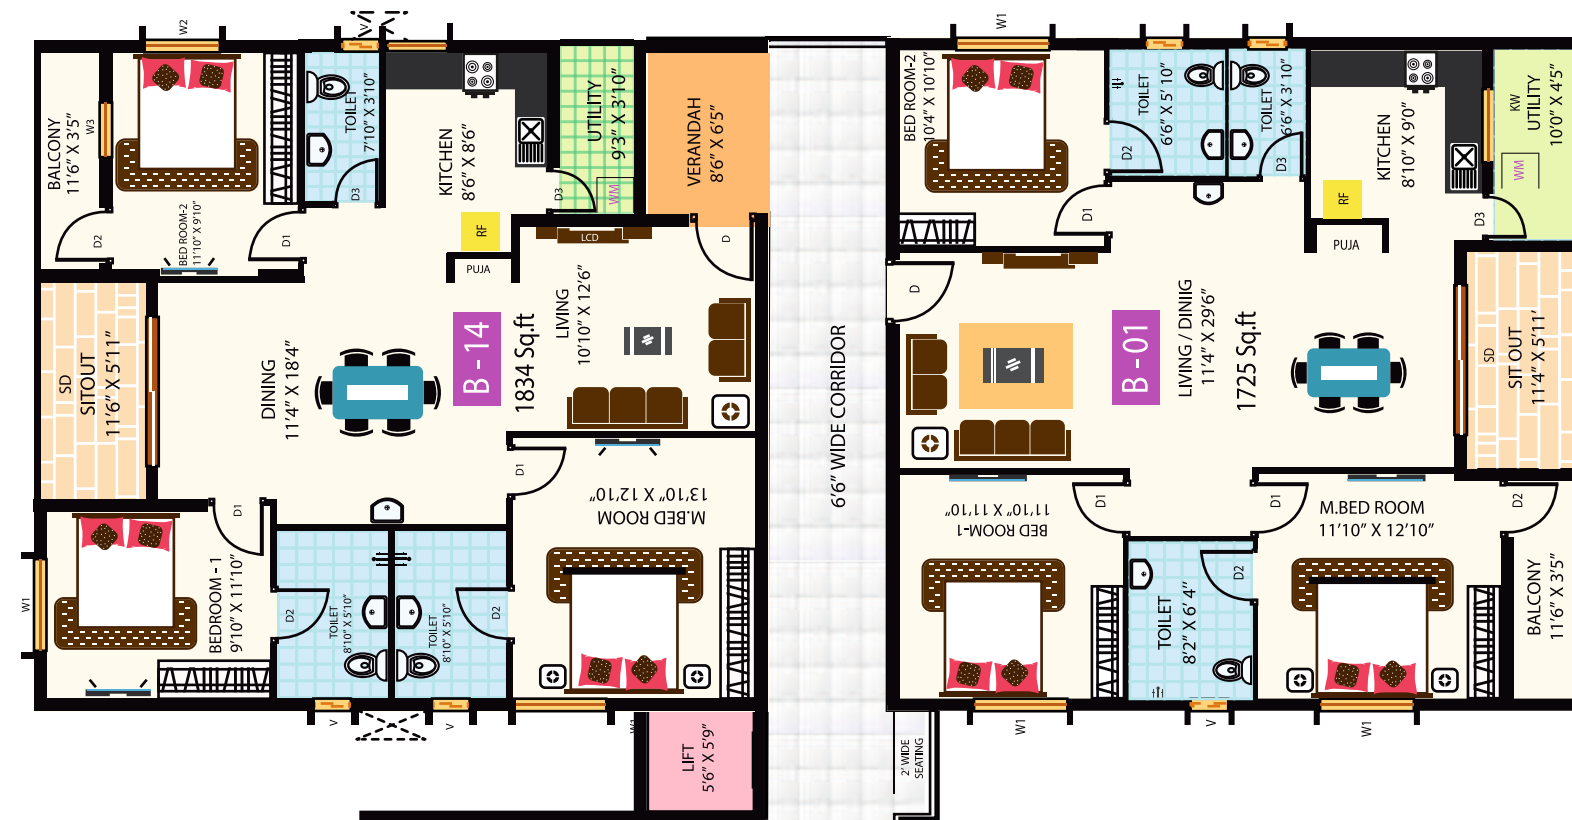 W2
V
BALCONY
11'6" X 3'5"
W3
D2
BED ROOM-2
11'10" X 9'10"
D1
TOILET
7'10" X 3'10"
D3
KITCHEN
8'6" X 8'6"
RF
PUJA
UTILITY
9'3" X 3'10"
WM
D3
VERANDAH
8'6" X 6'5"
D
LCD
LIVING
10'10" X 12'6"
B - 14
1834 Sq.ft
DINING
11'4" X 18'4"
SD
SITOUT
11'6" X 5'11"
W1
BEDROOM - 1
9'10" X 11'10"
D1
D2
TOILET
8'10" X 5'10"
TOILET
8'10" X 5'10"
D2
D1
M.BED ROOM
13'10" X 12'10"
V
V
W1
LIFT
5'6" X 5'9"
6'6" WIDE CORRIDOR
2' WIDE
SEATING
W1
BED ROOM-2
10'4" X 10'10"
D1
TOILET
6'6" X 5' 10"
D2
TOILET
6'6" X 3' 10"
D3
KITCHEN
8'10" X 9'0"
RF
PUJA
KW
UTILITY
10'0" X 4'5"
WM
D3
D
B - 01
LIVING / DINIIG
11'4" X 29'6"
1725 Sq.ft
SD
SIT OUT
11'4" X 5'11'
BED ROOM-1
11'10" X 11'10"
D1
D1
M.BED ROOM
11'10" X 12'10"
D2
TOILET
8'2" X 6' 4"
D2
BALCONY
11'6" X 3'5"
W1
V
W1